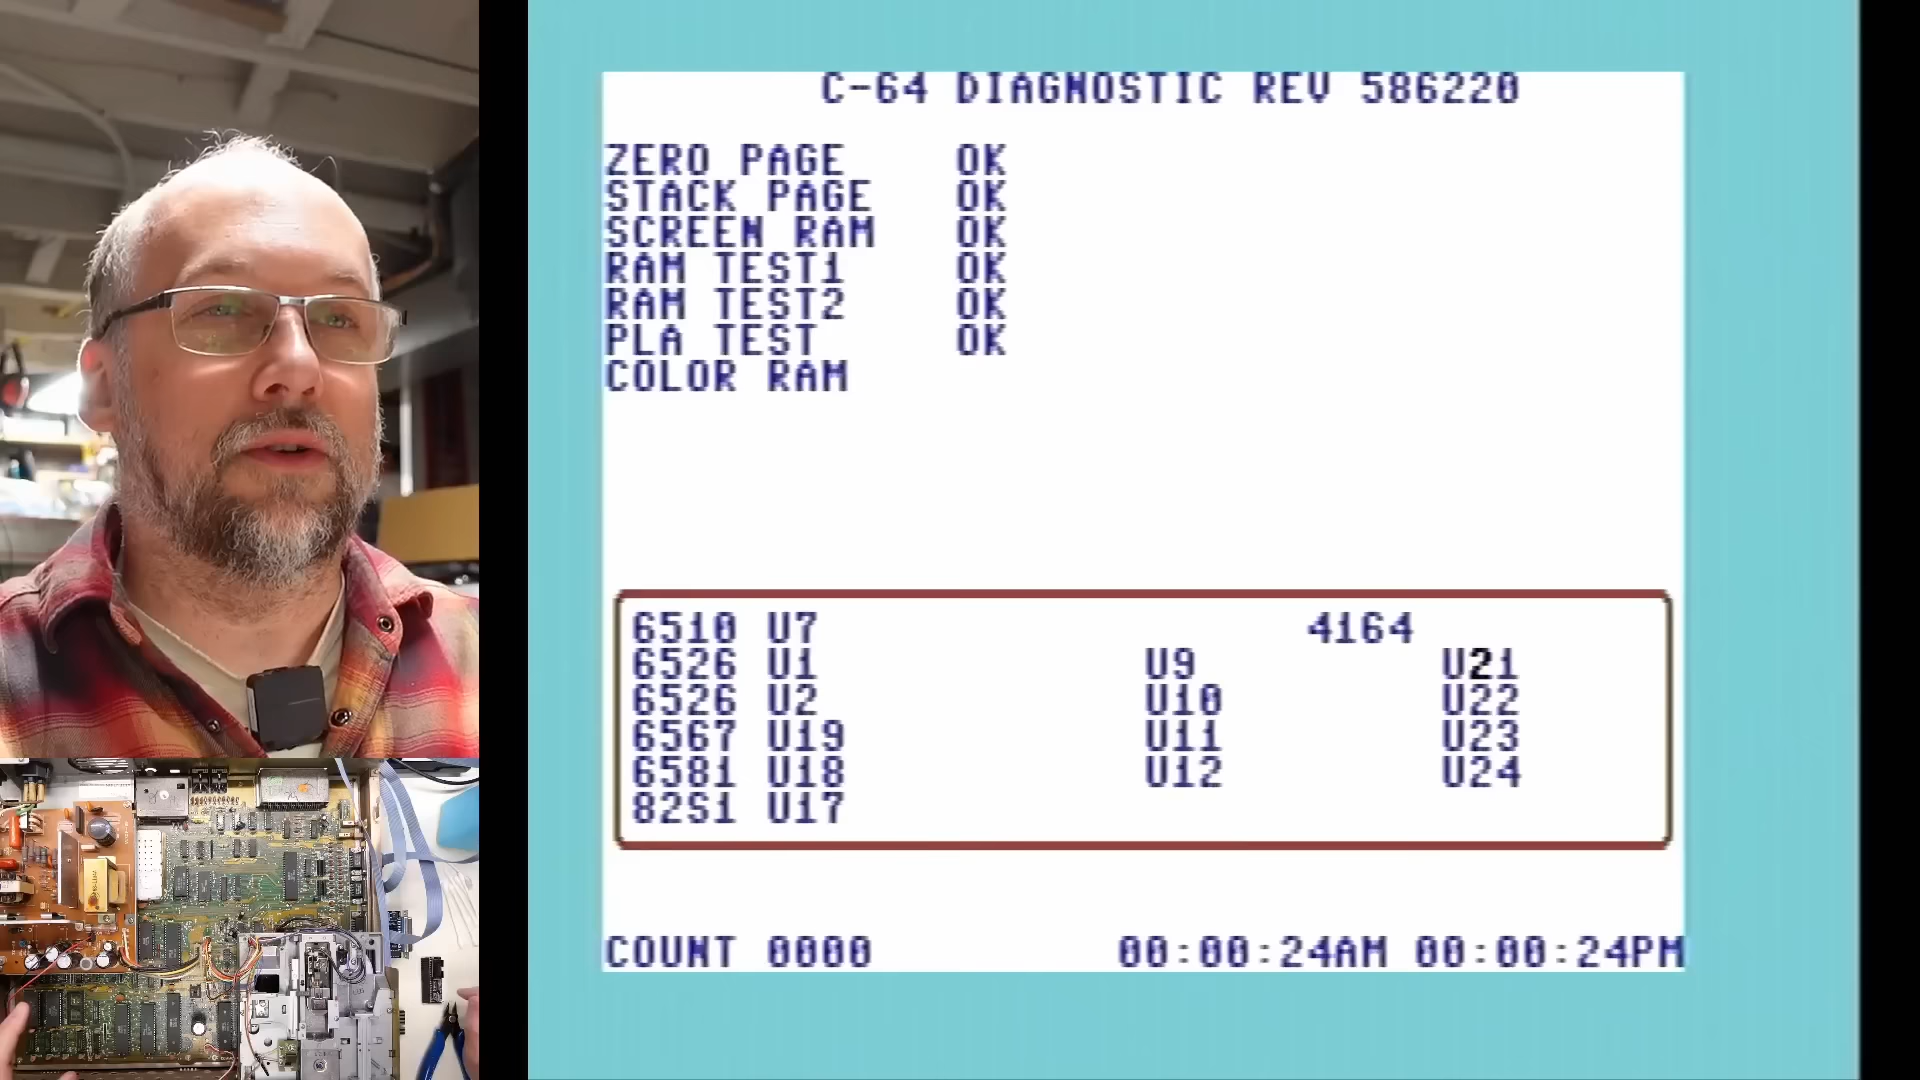 C-64 DIAGNOSTIC REV 586220
ZERO PAGE OK
STACK PAGE OK
SCREEN RAM OK
RAM TEST1 OK
RAM TEST2 OK
PLA TEST OK
COLOR RAM
6510 U7 4164
6526 U1 U9 U21
6526 U2 U10 U22
6567 U19 U11 U23
6581 U18 U12 U24
82S1 U17
COUNT 0000 00:00:24AM 00:00:24PM